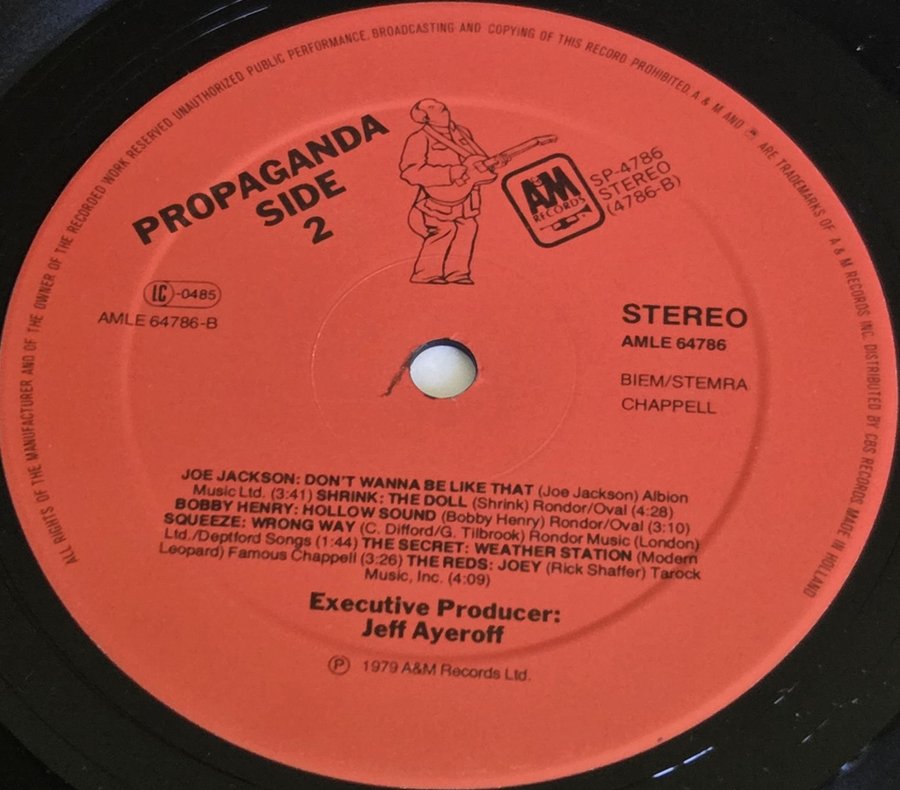 ALL RIGHTS OF THE MANUFACTURER AND OF THE OWNER OF THE RECORDED WORK RESERVED UNAUTHORIZED PUBLIC PERFORMANCE, BROADCASTING AND COPYING OF THIS RECORD PROHIBITED. A & M AND ARE TRADEMARKS OF A & M RECORDS INC. DISTRIBUTED BY CBS RECORDS MADE IN HOLLAND
PROPAGANDA
SIDE
2
A&M
RECORDS
SP-4786
STEREO
(4786-B)
LC-0485
AMLE 64786-B
STEREO
AMLE 64786
BIEM/STEMRA
CHAPPELL
JOE JACKSON: DON'T WANNA BE LIKE THAT (Joe Jackson) Albion
Music Ltd. (3:41) SHRINK: THE DOLL (Shrink) Rondor/Oval (4:28)
BOBBY HENRY: HOLLOW SOUND (Bobby Henry) Rondor/Oval (3:10)
SQUEEZE: WRONG WAY (C. Difford/G. Tilbrook) Rondor Music (London)
Ltd./Deptford Songs (1:44) THE SECRET: WEATHER STATION (Modern
Leopard) Famous Chappell (3:26) THE REDS: JOEY (Rick Shaffer) Tarock
Music, Inc. (4:09)
Executive Producer:
Jeff Ayeroff
℗ 1979 A&M Records Ltd.